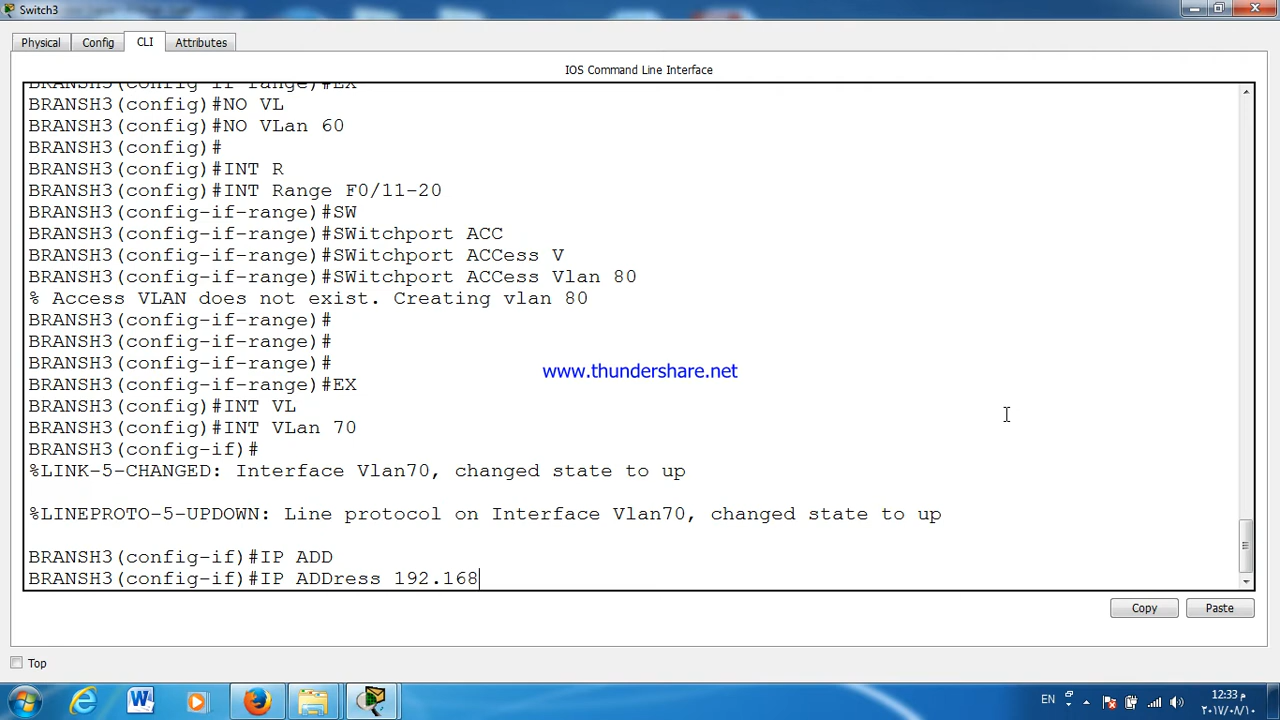 Switch3
Physical
Config
CLI
Attributes
IOS Command Line Interface
BRANSH3(config-if-range)#EX
BRANSH3(config)#NO VL
BRANSH3(config)#NO VLan 60
BRANSH3(config)#
BRANSH3(config)#INT R
BRANSH3(config)#INT Range F0/11-20
BRANSH3(config-if-range)#SW
BRANSH3(config-if-range)#SWitchport ACC
BRANSH3(config-if-range)#SWitchport ACCess V
BRANSH3(config-if-range)#SWitchport ACCess Vlan 80
% Access VLAN does not exist. Creating vlan 80
BRANSH3(config-if-range)#
BRANSH3(config-if-range)#
BRANSH3(config-if-range)#
www.thundershare.net
BRANSH3(config-if-range)#EX
BRANSH3(config)#INT VL
BRANSH3(config)#INT VLan 70
BRANSH3(config-if)#
%LINK-5-CHANGED: Interface Vlan70, changed state to up
%LINEPROTO-5-UPDOWN: Line protocol on Interface Vlan70, changed state to up
BRANSH3(config-if)#IP ADD
BRANSH3(config-if)#IP ADDress 192.168
Copy
Paste
Top
EN
12:33 م
٢٠١٧/٠٨/١٠